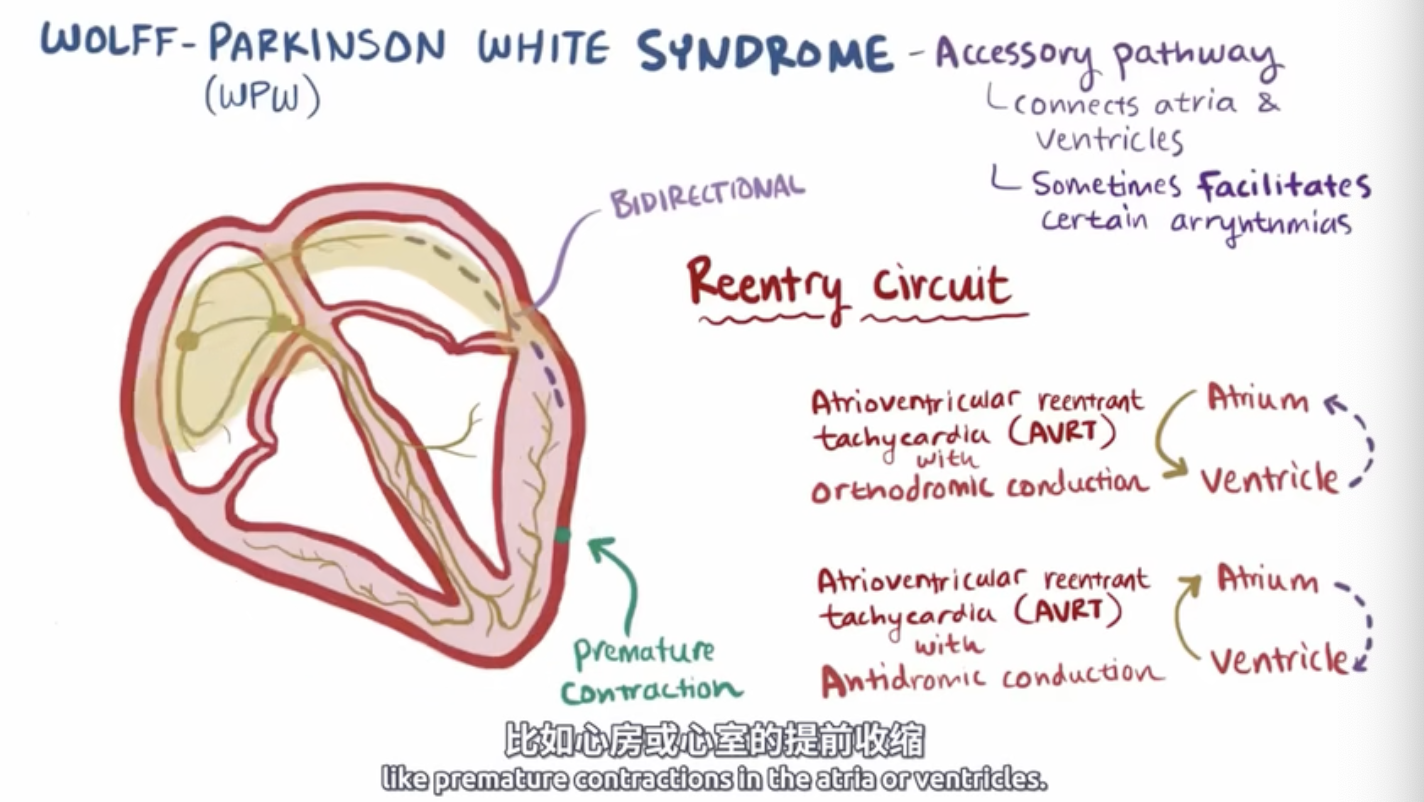 WOLFF-PARKINSON WHITE SYNDROME - Accessory pathway
(WPW)
connects atria &
ventricles
Sometimes facilitates
certain arryhthmias
BIDIRECTIONAL
Reentry circuit
Atrioventricular reentrant
tachycardia (AVRT)
with
orthodromic conduction
Atrium
Ventricle
Atrioventricular reentrant
tachycardia (AVRT)
with
Antidromic conduction
Atrium
Ventricle
Premature
contraction
比如心房或心室的提前收缩
like premature contractions in the atria or ventricles.